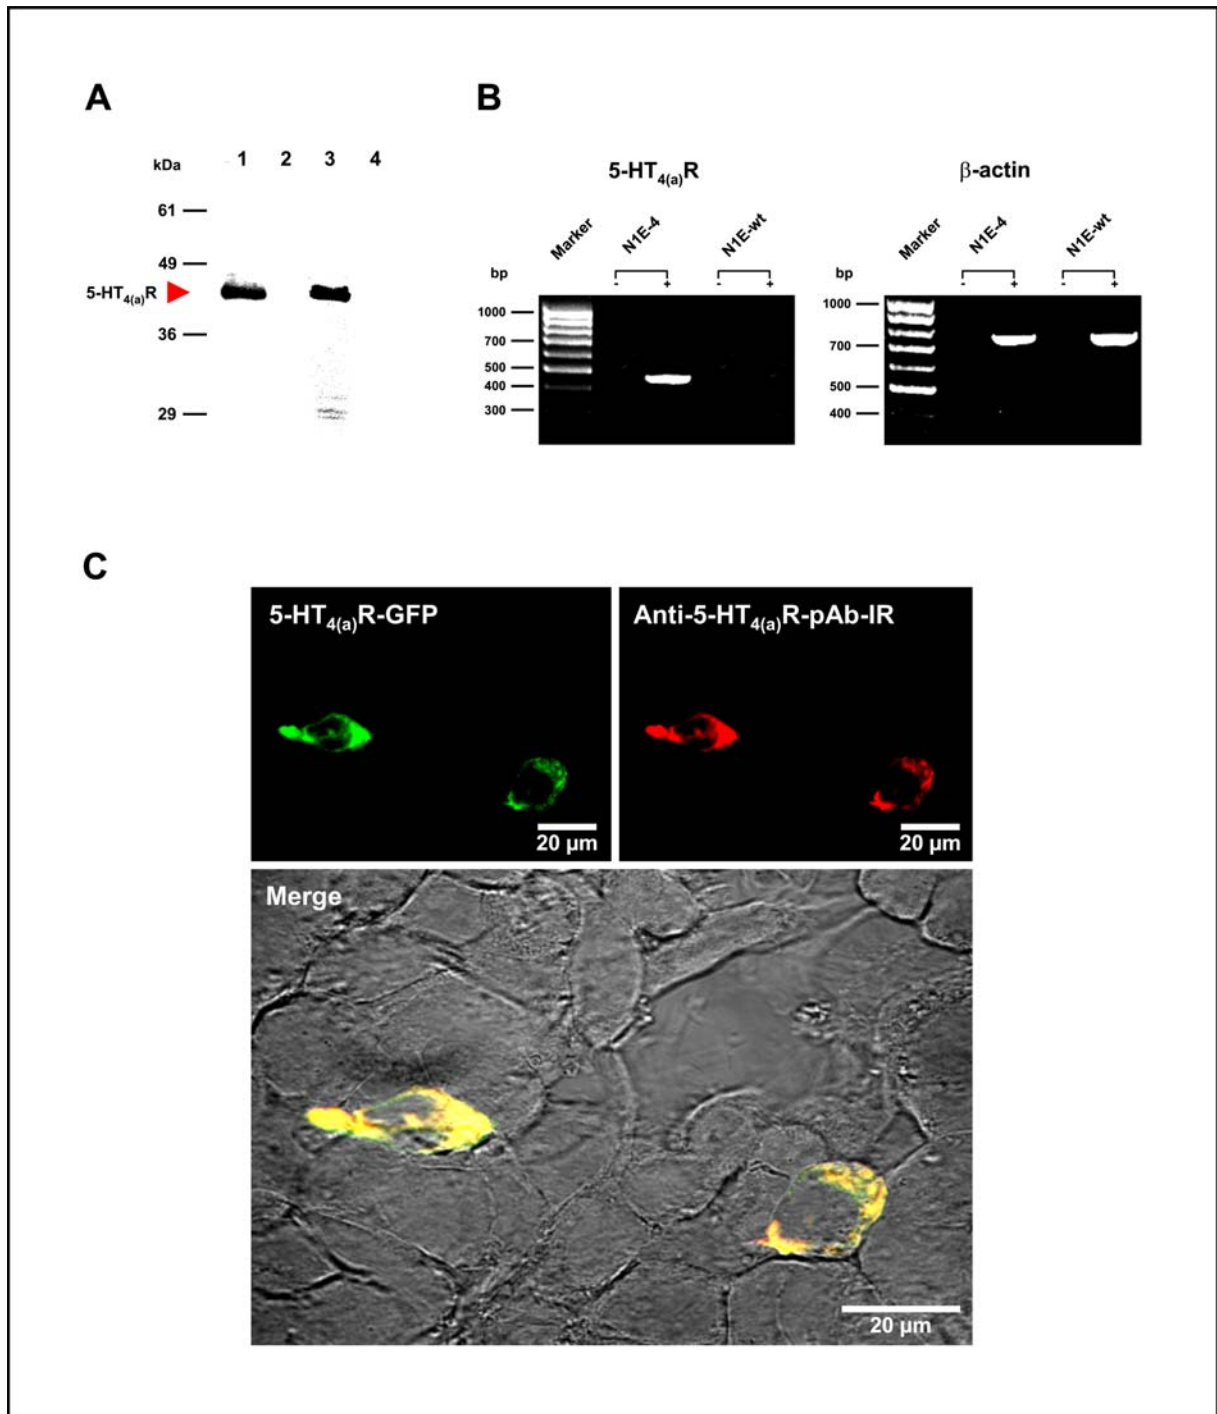 A
kDa 1 2 3 4
61
49
5-HT4(a)R
36
29
B
5-HT4(a)R
Marker N1E-4 N1E-wt
bp - + - +
1000
700
500
400
300
β-actin
Marker N1E-4 N1E-wt
bp - + - +
1000
700
500
400
C
5-HT4(a)R-GFP
20 µm
Anti-5-HT4(a)R-pAb-IR
20 µm
Merge
20 µm